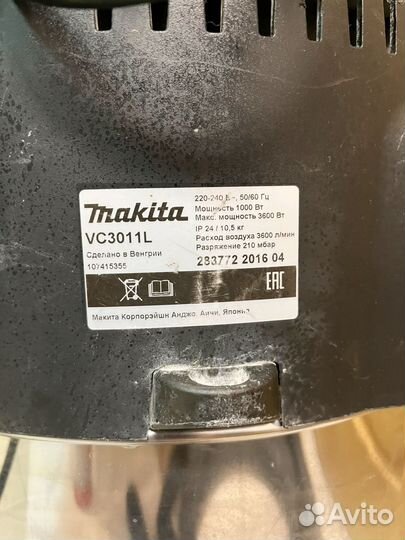 makita
VC3011L
Сделано в Венгрии
107415355
220-240 В~, 50/60 Гц
Мощность 1000 Вт
Макс. мощность 3600 Вт
IP 24 / 10,5 кг
Расход воздуха 3600 л/мин
Разряжение 210 мбар
283772 2016 04
EAC
Макита Корпорэйшн Анджо, Аичи, Япония
Avito